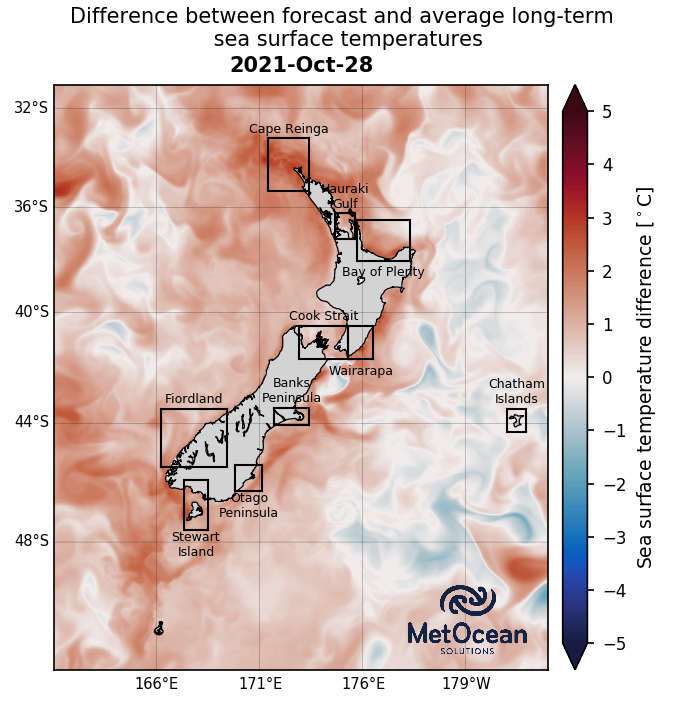 Difference between forecast and average long-term
sea surface temperatures
2021-Oct-28
32°S
36°S
40°S
44°S
48°S
Cape Reinga
Hauraki
Gulf
Bay of Plenty
Cook Strait
Wairarapa
Banks
Peninsula
Fiordland
Chatham
Islands
Otago
Peninsula
Stewart
Island
MetOcean
SOLUTIONS
166°E
171°E
176°E
179°W
5
4
3
2
1
0
−1
−2
−3
−4
−5
Sea surface temperature difference [°C]